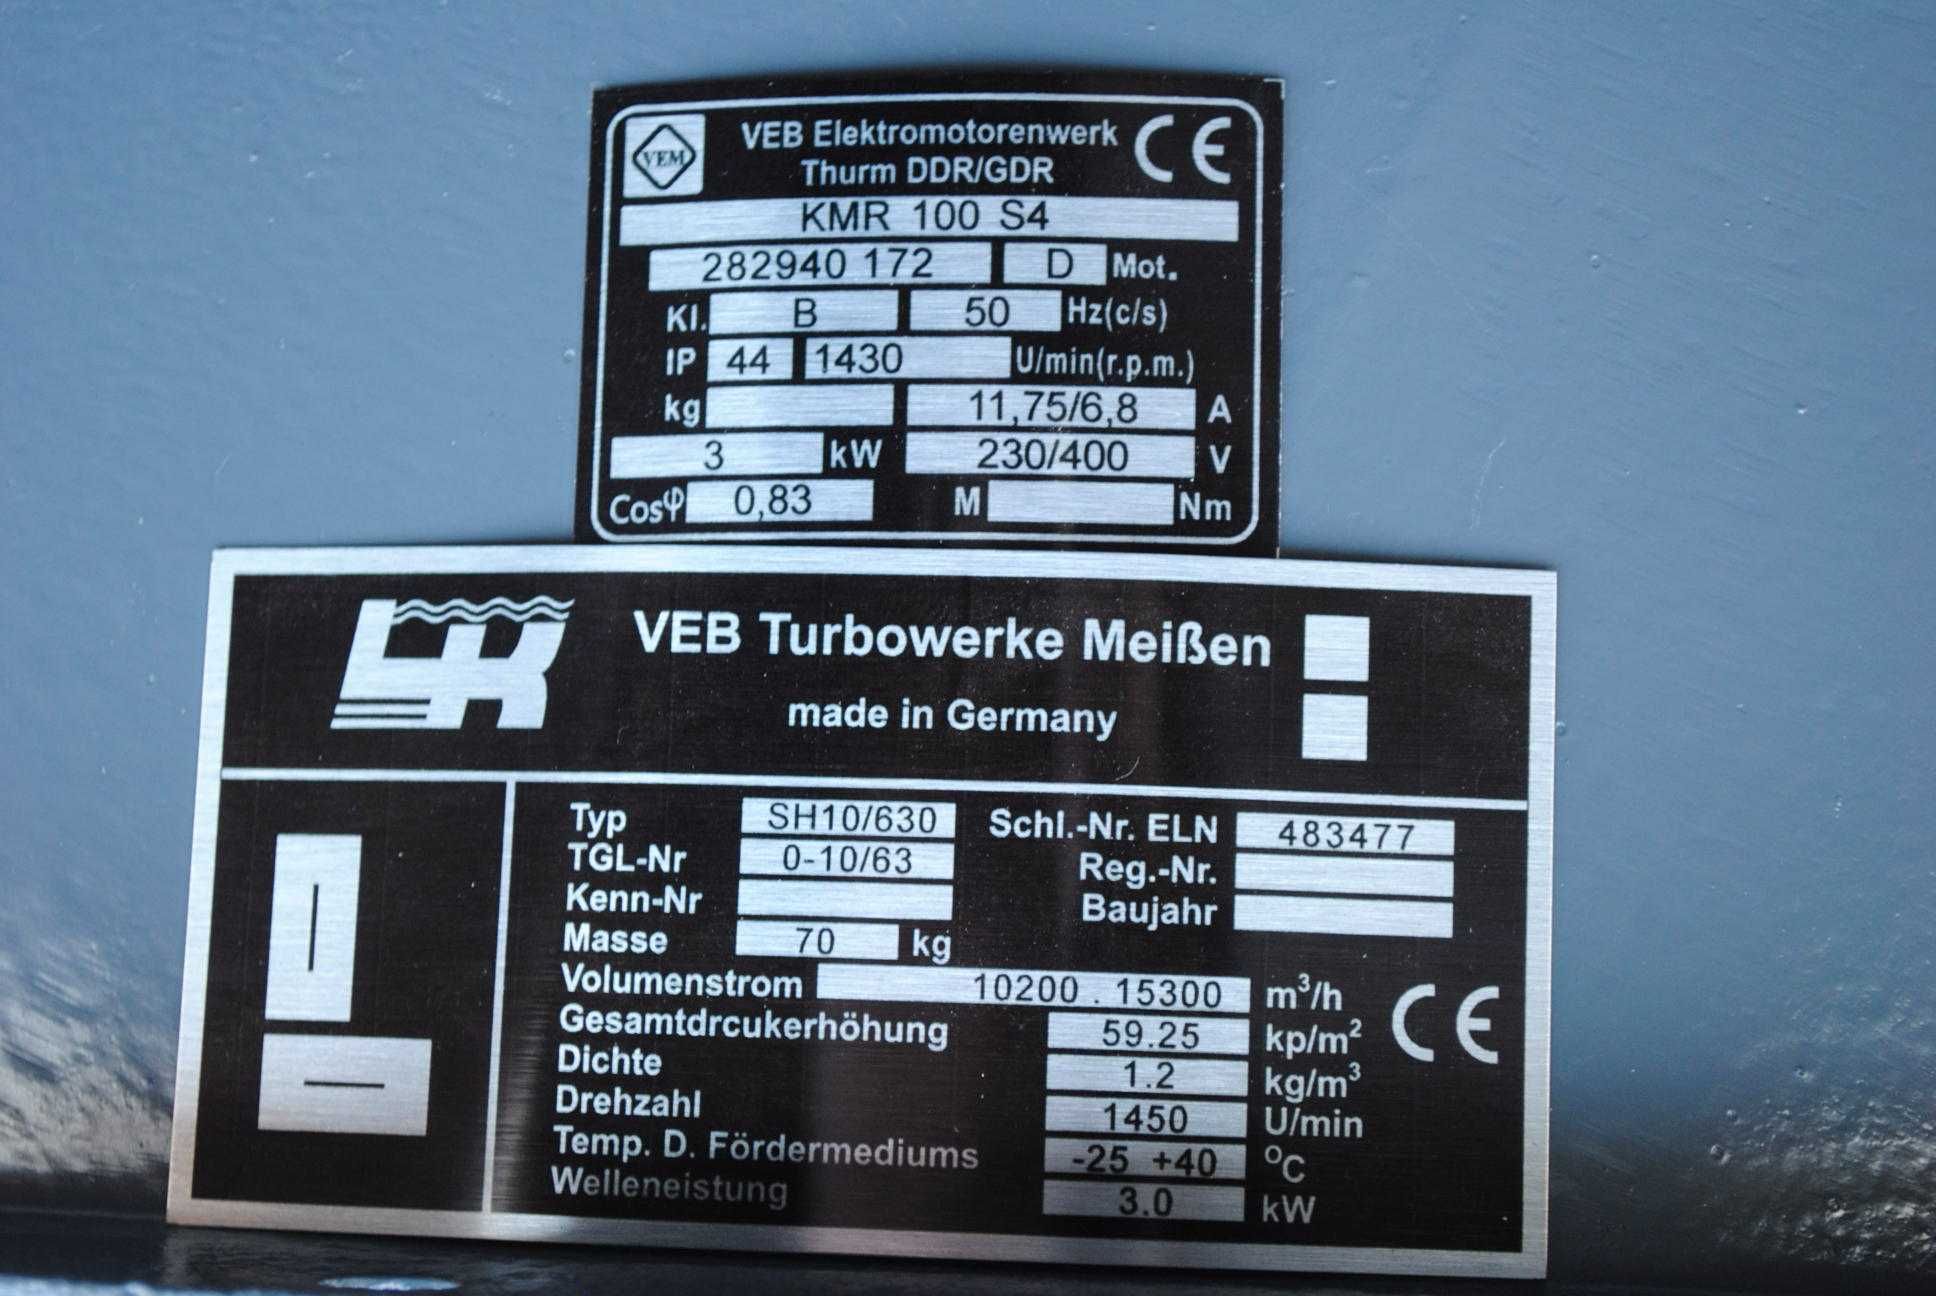 VEM
VEB Elektromotorenwerk CE
Thurm DDR/GDR
KMR 100 S4
282940 172 D Mot.
Kl. B 50 Hz(c/s)
IP 44 1430 U/min(r.p.m.)
kg 11,75/6,8 A
3 kW 230/400 V
Cosφ 0,83 M Nm
LK VEB Turbowerke Meißen
made in Germany
Typ SH10/630 Schl.-Nr. ELN 483477
TGL-Nr 0-10/63 Reg.-Nr.
Kenn-Nr Baujahr
Masse 70 kg
Volumenstrom 10200 . 15300 m³/h CE
Gesamtdrcukerhöhung 59.25 kp/m²
Dichte 1.2 kg/m³
Drehzahl 1450 U/min
Temp. D. Fördermediums -25 +40 °C
Welleneistung 3.0 kW